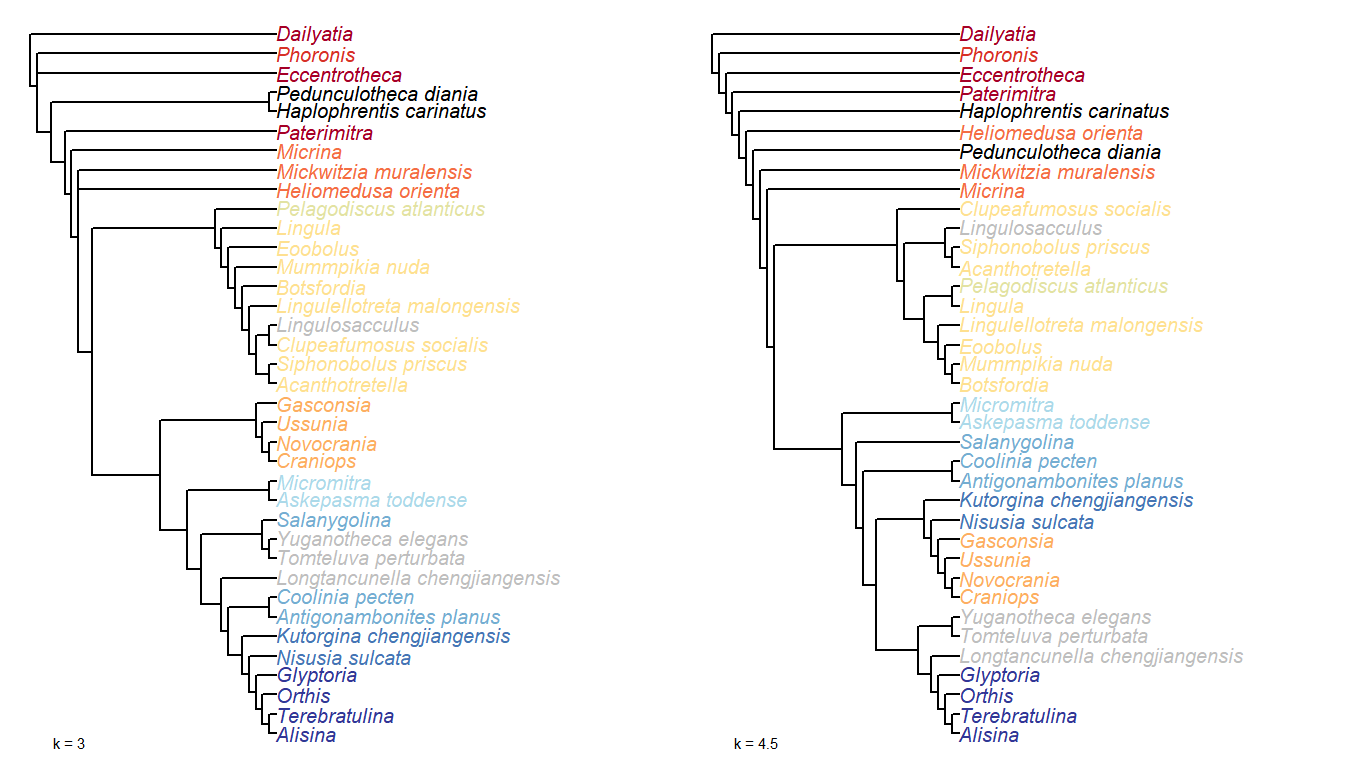 Dailyatia
Phoronis
Eccentrotheca
Pedunculotheca diania
Haplophrentis carinatus
Paterimitra
Micrina
Mickwitzia muralensis
Heliomedusa orienta
Pelagodiscus atlanticus
Lingula
Eoobolus
Mummpikia nuda
Botsfordia
Lingulellotreta malongensis
Lingulosacculus
Clupeafumosus socialis
Siphonobolus priscus
Acanthotretella
Gasconsia
Ussunia
Novocrania
Craniops
Micromitra
Askepasma toddense
Salanygolina
Yuganotheca elegans
Tomteluva perturbata
Longtancunella chengjiangensis
Coolinia pecten
Antigonambonites planus
Kutorgina chengjiangensis
Nisusia sulcata
Glyptoria
Orthis
Terebratulina
Alisina
k = 3
Dailyatia
Phoronis
Eccentrotheca
Paterimitra
Haplophrentis carinatus
Heliomedusa orienta
Pedunculotheca diania
Mickwitzia muralensis
Micrina
Clupeafumosus socialis
Lingulosacculus
Siphonobolus priscus
Acanthotretella
Pelagodiscus atlanticus
Lingula
Lingulellotreta malongensis
Eoobolus
Mummpikia nuda
Botsfordia
Micromitra
Askepasma toddense
Salanygolina
Coolinia pecten
Antigonambonites planus
Kutorgina chengjiangensis
Nisusia sulcata
Gasconsia
Ussunia
Novocrania
Craniops
Yuganotheca elegans
Tomteluva perturbata
Longtancunella chengjiangensis
Glyptoria
Orthis
Terebratulina
Alisina
k = 4.5